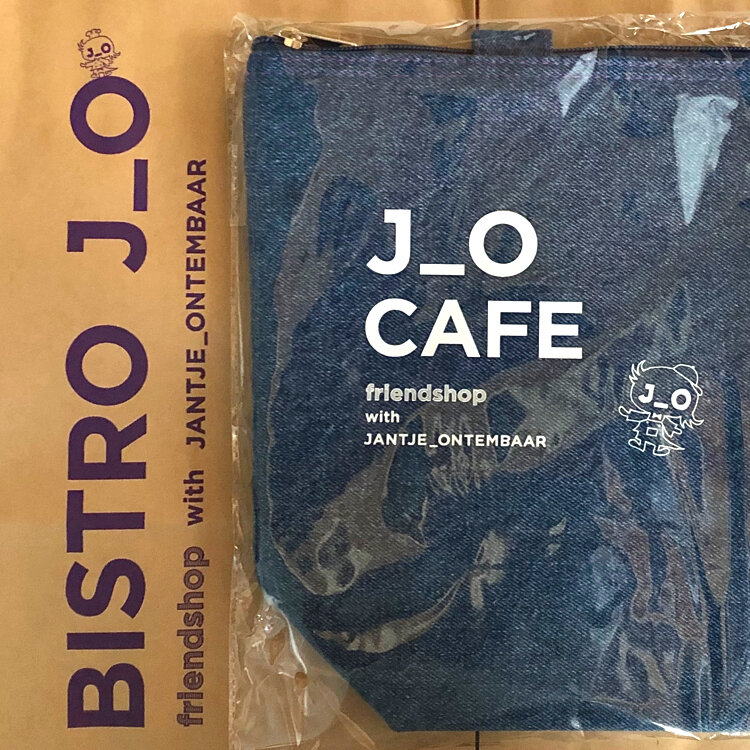 BISTRO J_O
friendshop with JANTJE_ONTEMBAAR
J_O
J_O
CAFE
friendshop
with
JANTJE_ONTEMBAAR
J_O